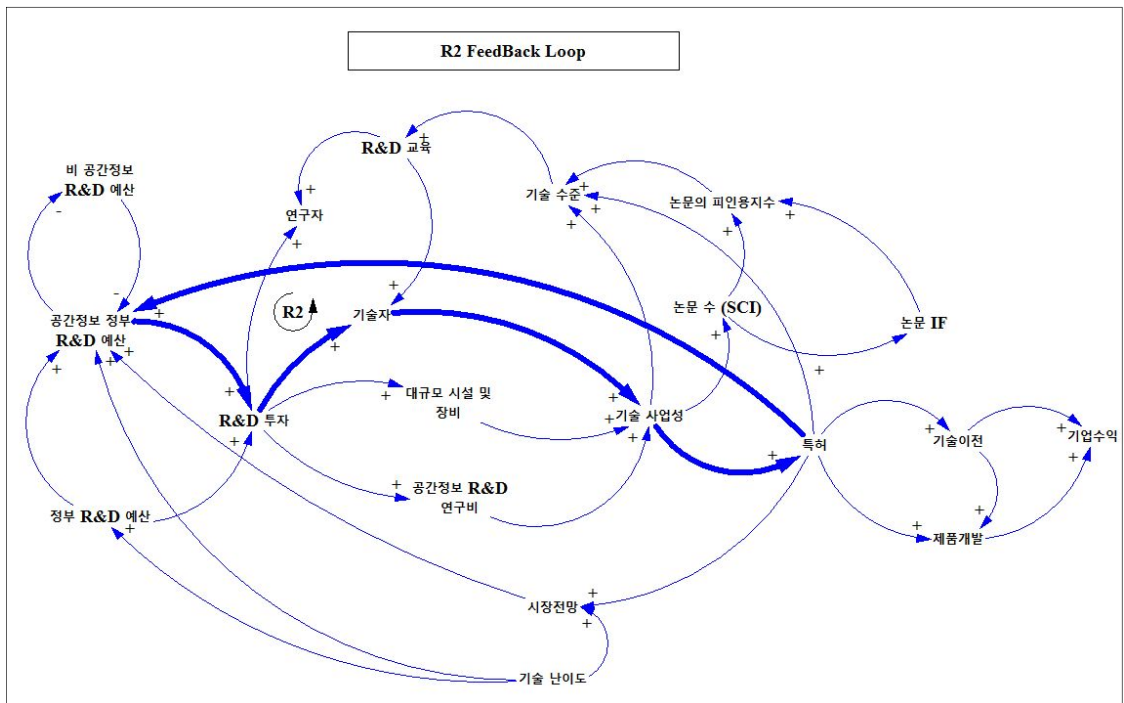 R2 FeedBack Loop
R&D 교육
비 공간정보
R&D 예산
연구자
기술 수준
논문의 피인용지수
공간정보 정부
R&D 예산
R2
기술자
논문 수 (SCI)
논문 IF
R&D 투자
대규모 시설 및
장비
기술 사업성
특허
기술이전
기업수익
공간정보 R&D
연구비
정부 R&D 예산
제품개발
시장전망
기술 난이도